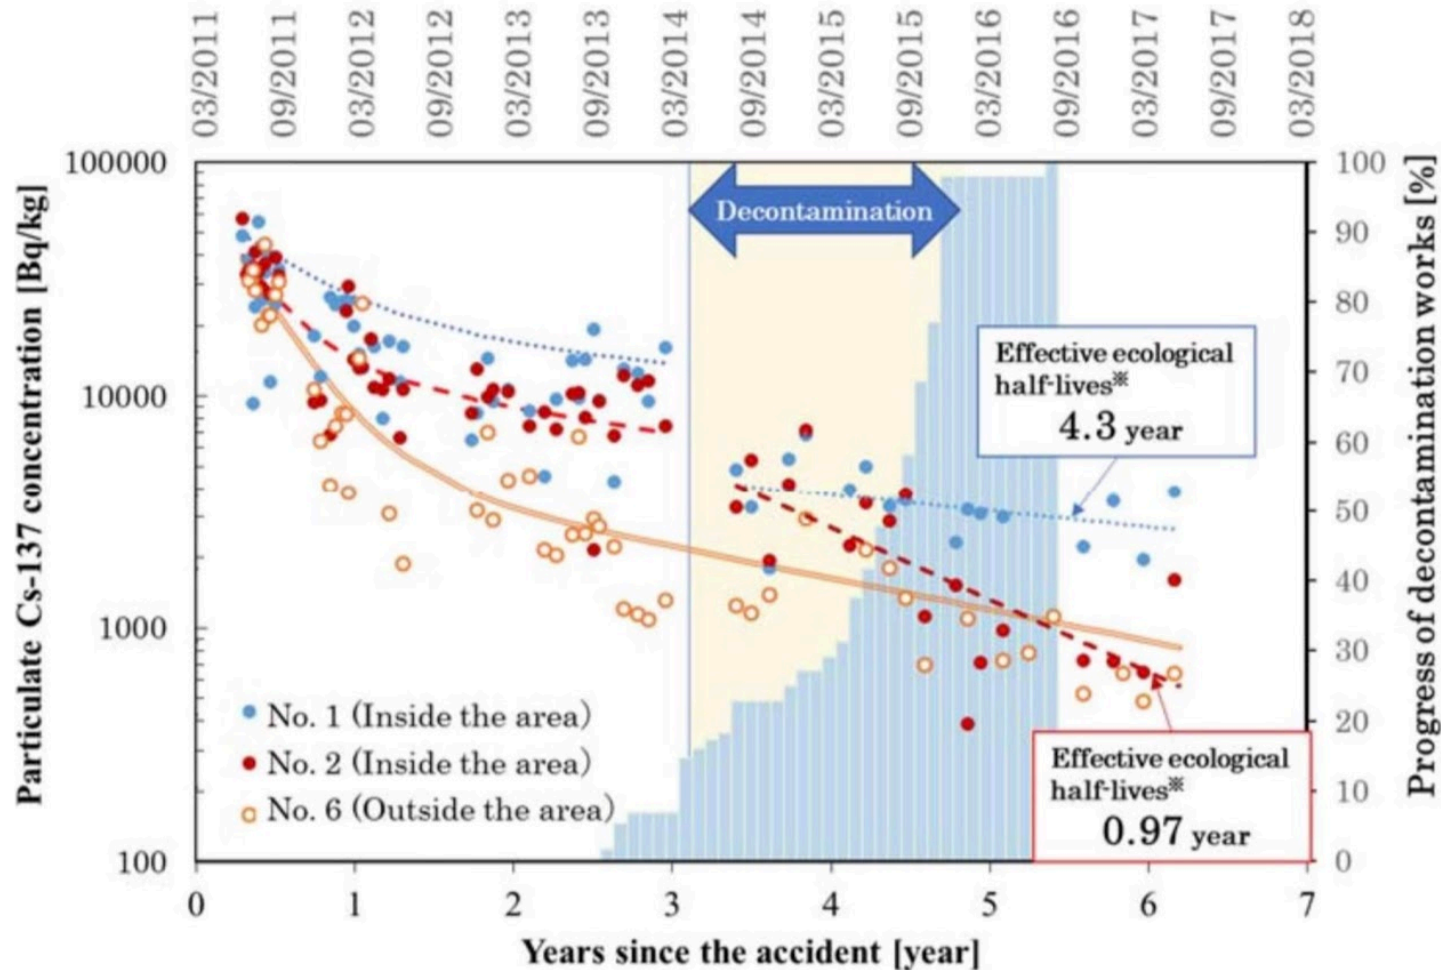 03/2011
09/2011
03/2012
09/2012
03/2013
09/2013
03/2014
09/2014
03/2015
09/2015
03/2016
09/2016
03/2017
09/2017
03/2018
Particulate Cs-137 concentration [Bq/kg]
100000
10000
1000
100
Decontamination
Effective ecological
half-lives※
4.3 year
No. 1 (Inside the area)
No. 2 (Inside the area)
No. 6 (Outside the area)
Effective ecological
half-lives※
0.97 year
100
90
80
70
60
50
40
30
20
10
0
Progress of decontamination works [%]
0 1 2 3 4 5 6 7
Years since the accident [year]